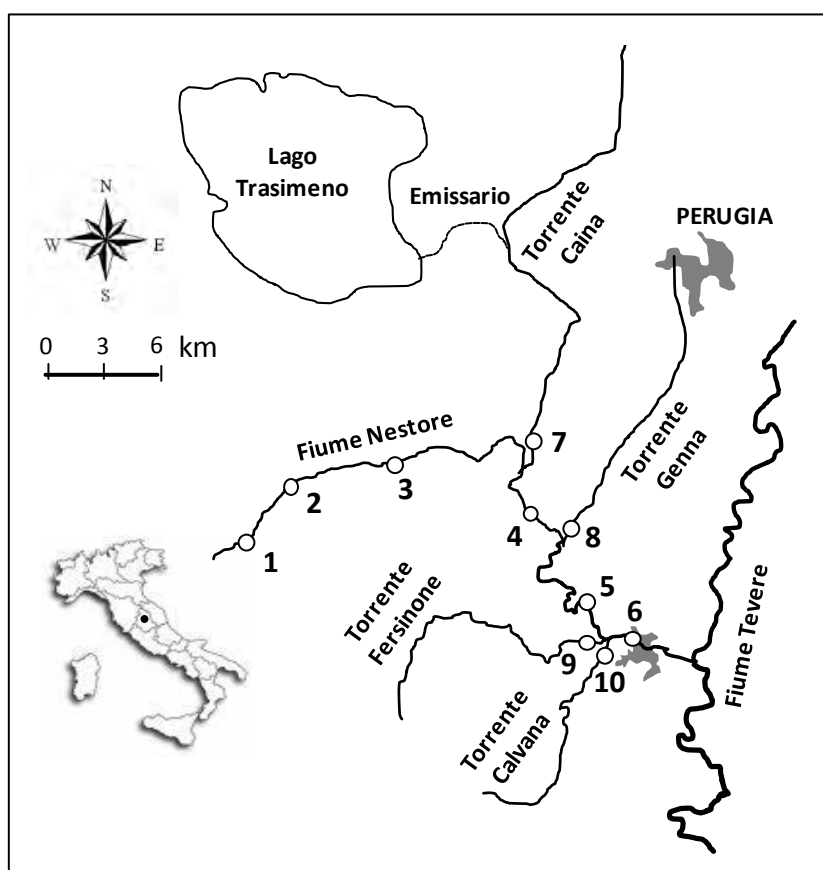 Lago
Trasimeno
Emissario
Torrente
Caina
PERUGIA
N
W
E
S
0 3 6 km
Fiume Nestore
7
Torrente
Genna
3
2
4
8
1
5
6
Torrente
Fersinone
9
10
Fiume Tevere
Torrente
Calvana